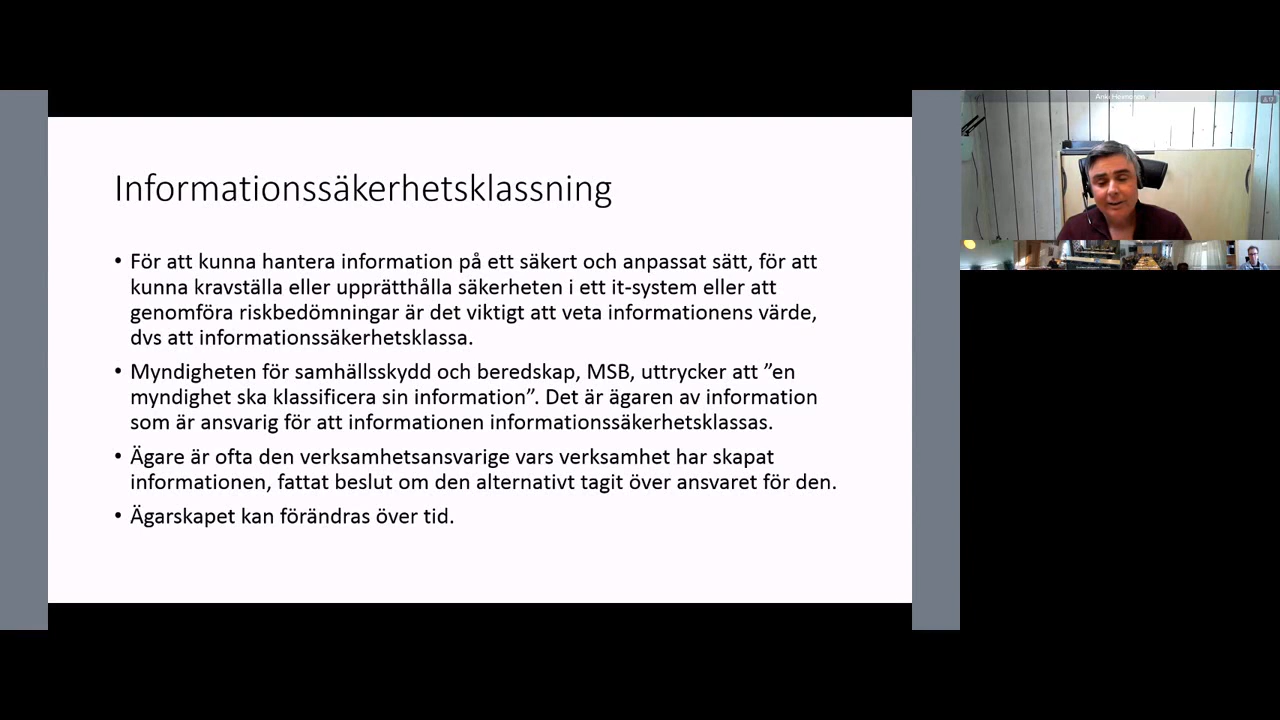 Informationssäkerhetsklassning
• För att kunna hantera information på ett säkert och anpassat sätt, för att
kunna kravställa eller upprätthålla säkerheten i ett it-system eller att
genomföra riskbedömningar är det viktigt att veta informationens värde,
dvs att informationssäkerhetsklassa.
• Myndigheten för samhällsskydd och beredskap, MSB, uttrycker att ”en
myndighet ska klassificera sin information”. Det är ägaren av information
som är ansvarig för att informationen informationssäkerhetsklassas.
• Ägare är ofta den verksamhetsansvarige vars verksamhet har skapat
informationen, fattat beslut om den alternativt tagit över ansvaret för den.
• Ägarskapet kan förändras över tid.